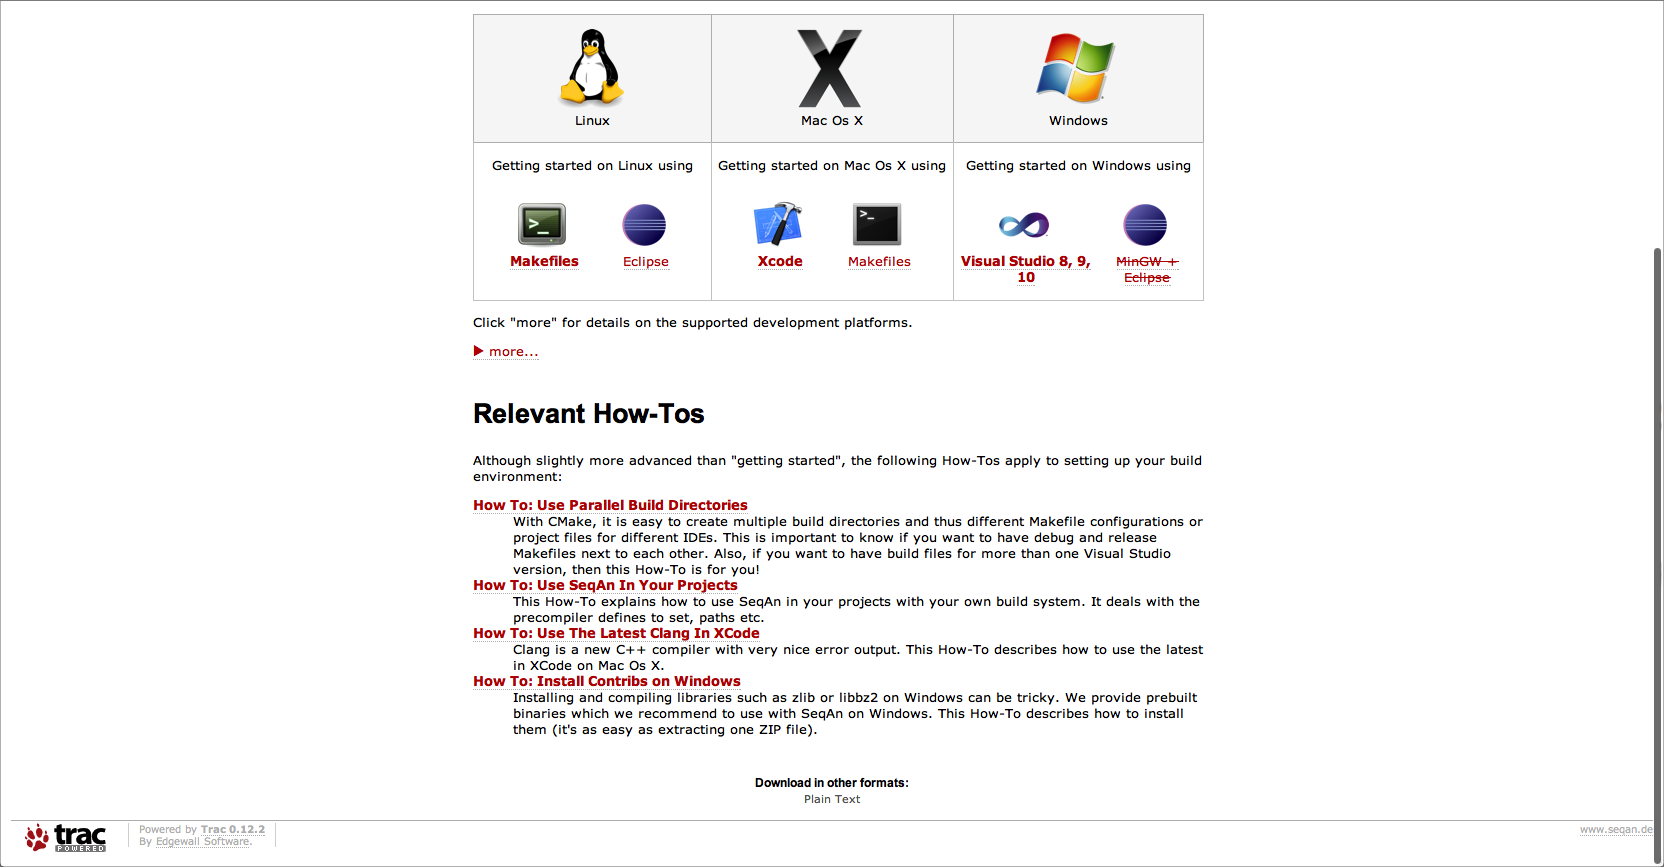 Linux
Mac Os X
Windows
Getting started on Linux using
Getting started on Mac Os X using
Getting started on Windows using
>_
>_
Makefiles
Eclipse
Xcode
Makefiles
Visual Studio 8, 9,
10
MinGW +
Eclipse
Click "more" for details on the supported development platforms.
more...
Relevant How-Tos
Although slightly more advanced than "getting started", the following How-Tos apply to setting up your build
environment:
How To: Use Parallel Build Directories
With CMake, it is easy to create multiple build directories and thus different Makefile configurations or
project files for different IDEs. This is important to know if you want to have debug and release
Makefiles next to each other. Also, if you want to have build files for more than one Visual Studio
version, then this How-To is for you!
How To: Use SeqAn In Your Projects
This How-To explains how to use SeqAn in your projects with your own build system. It deals with the
precompiler defines to set, paths etc.
How To: Use The Latest Clang In XCode
Clang is a new C++ compiler with very nice error output. This How-To describes how to use the latest
in XCode on Mac Os X.
How To: Install Contribs on Windows
Installing and compiling libraries such as zlib or libbz2 on Windows can be tricky. We provide prebuilt
binaries which we recommend to use with SeqAn on Windows. This How-To describes how to install
them (it's as easy as extracting one ZIP file).
Download in other formats:
Plain Text
trac
POWERED
Powered by Trac 0.12.2
By Edgewall Software.
www.seqan.de